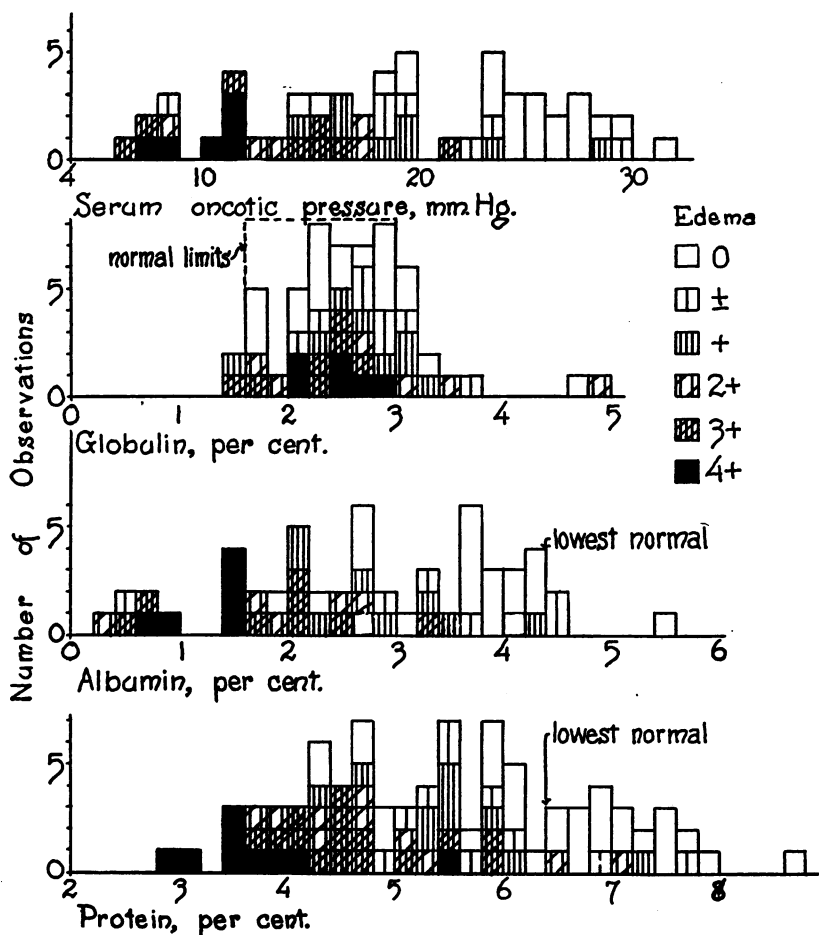 5
0
4 10 20 30
Serum oncotic pressure, mm Hg.
Edema
0
±
+
2+
3+
4+
normal limits
5
0
0 1 2 3 4 5
Globulin, per cent.
Number of Observations
lowest normal
5
0
0 1 2 3 4 5 6
Albumin, per cent.
lowest normal
5
0
2 3 4 5 6 7 8
Protein, per cent.